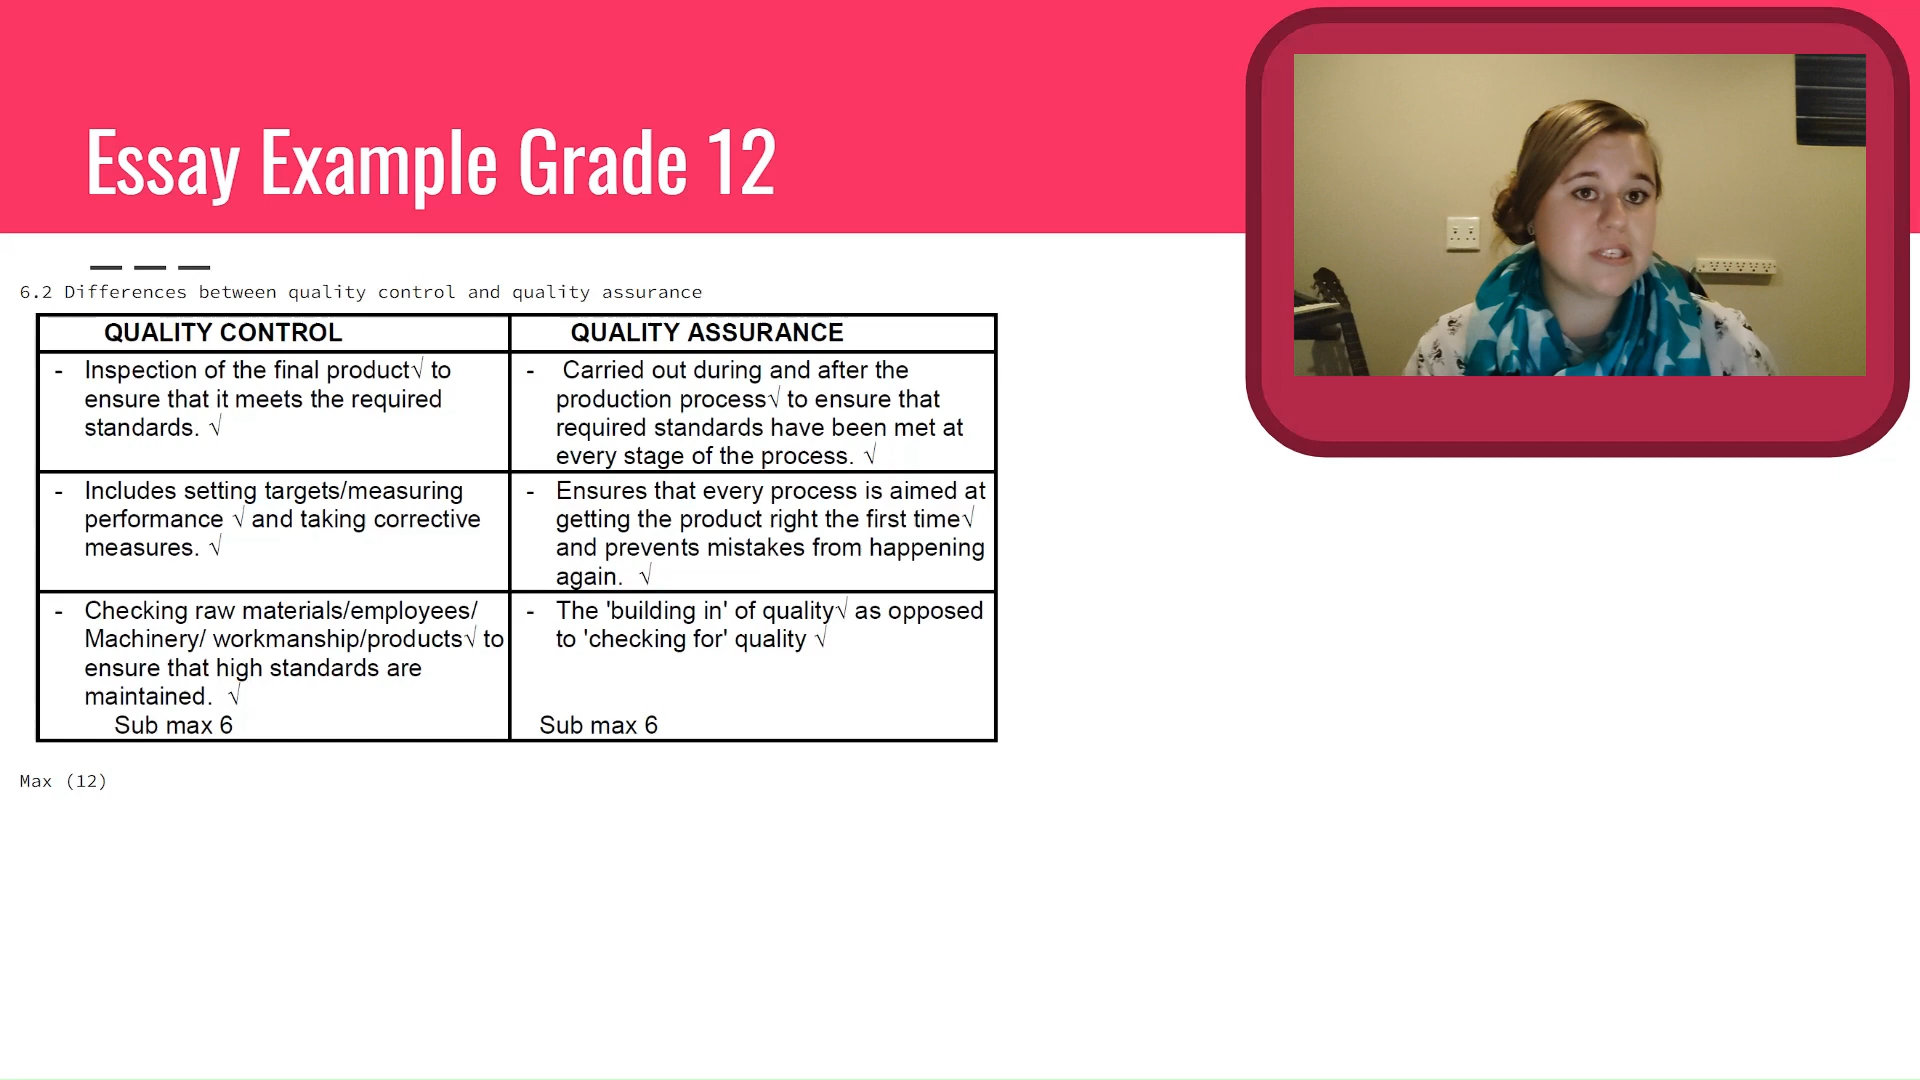 Essay Example Grade 12
6.2 Differences between quality control and quality assurance
QUALITY CONTROL
QUALITY ASSURANCE
- Inspection of the final product√ to
ensure that it meets the required
standards. √
- Carried out during and after the
production process√ to ensure that
required standards have been met at
every stage of the process. √
- Includes setting targets/measuring
performance √ and taking corrective
measures. √
- Ensures that every process is aimed at
getting the product right the first time√
and prevents mistakes from happening
again. √
- Checking raw materials/employees/
Machinery/ workmanship/products√ to
ensure that high standards are
maintained. √
Sub max 6
- The 'building in' of quality√ as opposed
to 'checking for' quality √
Sub max 6
Max (12)